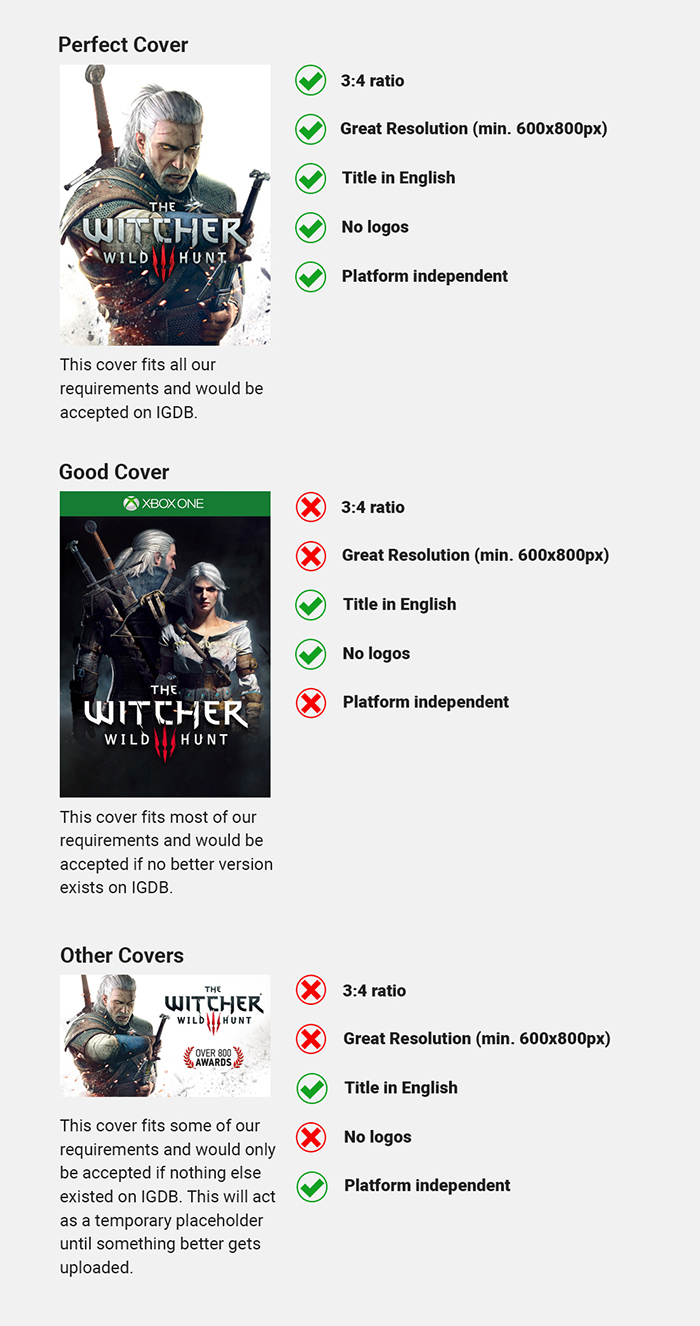 Perfect Cover
3:4 ratio
Great Resolution (min. 600x800px)
Title in English
No logos
Platform independent
THE
WITCHER
WILD HUNT
This cover fits all our
requirements and would be
accepted on IGDB.
Good Cover
XBOX ONE
3:4 ratio
Great Resolution (min. 600x800px)
Title in English
No logos
Platform independent
THE
WITCHER
WILD HUNT
This cover fits most of our
requirements and would be
accepted if no better version
exists on IGDB.
Other Covers
THE
WITCHER
WILD HUNT
OVER 800
AWARDS
3:4 ratio
Great Resolution (min. 600x800px)
Title in English
No logos
Platform independent
This cover fits some of our
requirements and would only
be accepted if nothing else
existed on IGDB. This will act
as a temporary placeholder
until something better gets
uploaded.